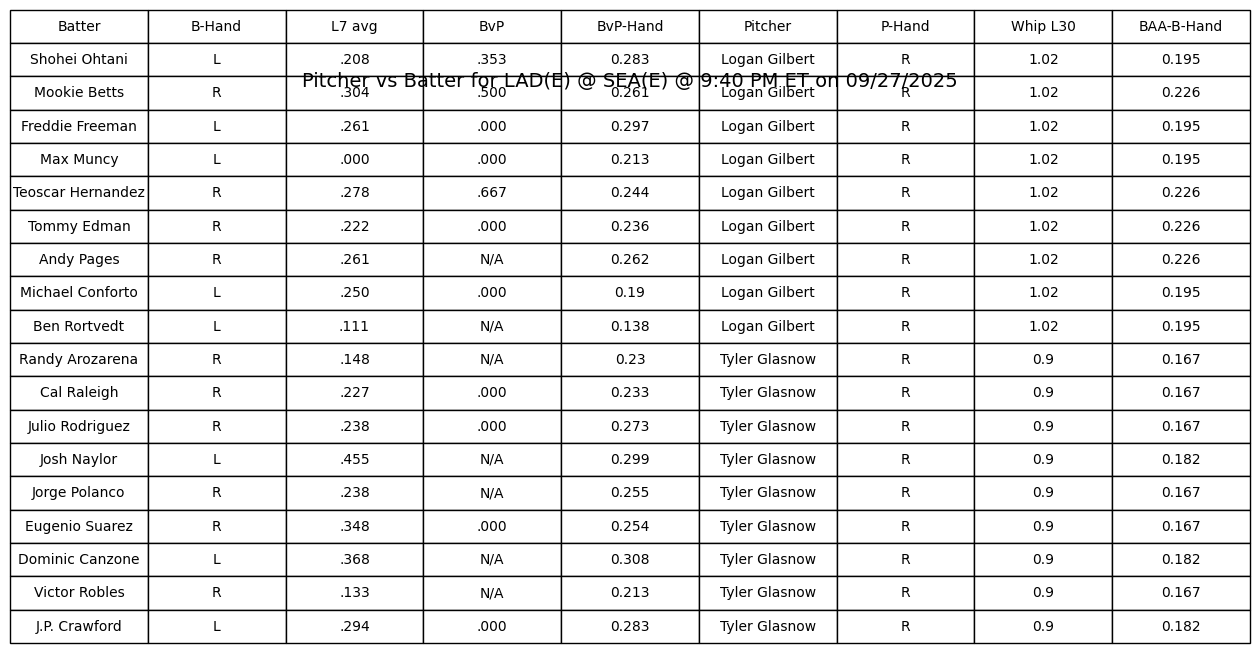 Batter B-Hand L7 avg BvP BvP-Hand Pitcher P-Hand Whip L30 BAA-B-Hand
Shohei Ohtani L .208 .353 0.283 Logan Gilbert R 1.02 0.195
Pitcher vs Batter for LAD(E) @ SEA(E) @ 9:40 PM ET on 09/27/2025
Mookie Betts R .304 .500 0.261 Logan Gilbert R 1.02 0.226
Freddie Freeman L .261 .000 0.297 Logan Gilbert R 1.02 0.195
Max Muncy L .000 .000 0.213 Logan Gilbert R 1.02 0.195
Teoscar Hernandez R .278 .667 0.244 Logan Gilbert R 1.02 0.226
Tommy Edman R .222 .000 0.236 Logan Gilbert R 1.02 0.226
Andy Pages R .261 N/A 0.262 Logan Gilbert R 1.02 0.226
Michael Conforto L .250 .000 0.19 Logan Gilbert R 1.02 0.195
Ben Rortvedt L .111 N/A 0.138 Logan Gilbert R 1.02 0.195
Randy Arozarena R .148 N/A 0.23 Tyler Glasnow R 0.9 0.167
Cal Raleigh R .227 .000 0.233 Tyler Glasnow R 0.9 0.167
Julio Rodriguez R .238 .000 0.273 Tyler Glasnow R 0.9 0.167
Josh Naylor L .455 N/A 0.299 Tyler Glasnow R 0.9 0.182
Jorge Polanco R .238 N/A 0.255 Tyler Glasnow R 0.9 0.167
Eugenio Suarez R .348 .000 0.254 Tyler Glasnow R 0.9 0.167
Dominic Canzone L .368 N/A 0.308 Tyler Glasnow R 0.9 0.182
Victor Robles R .133 N/A 0.213 Tyler Glasnow R 0.9 0.167
J.P. Crawford L .294 .000 0.283 Tyler Glasnow R 0.9 0.182